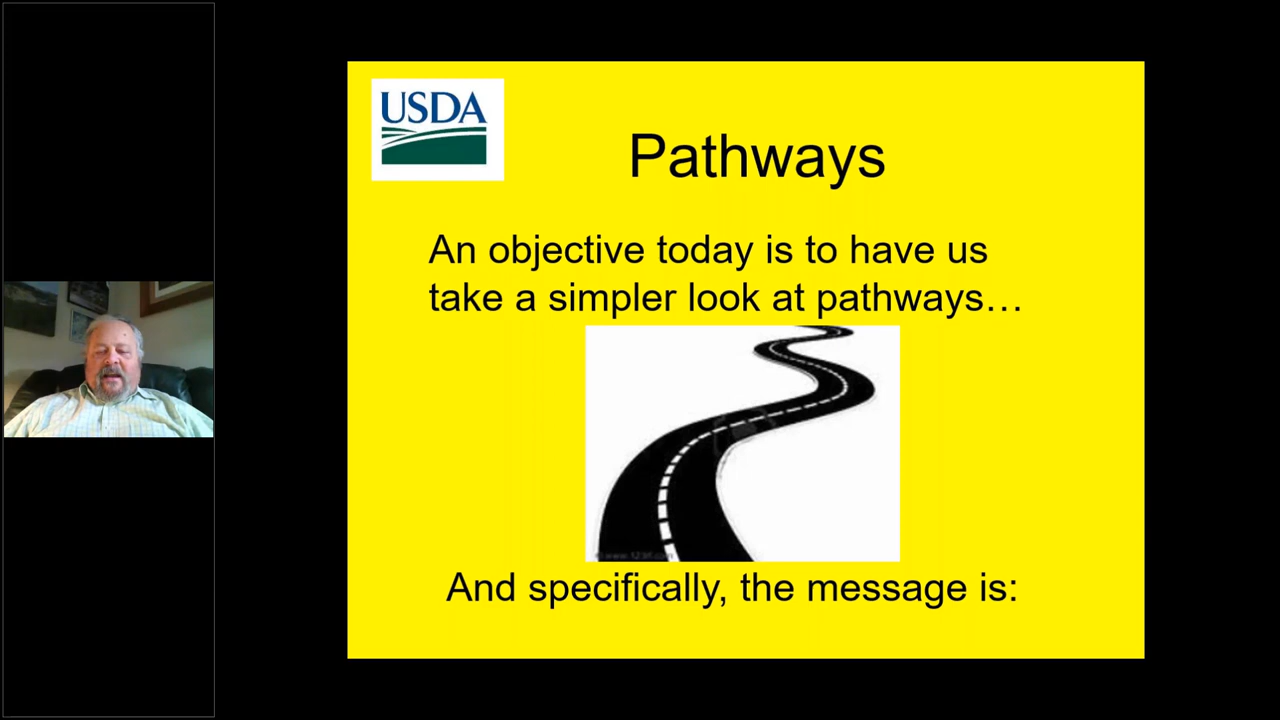 USDA
Pathways
An objective today is to have us
take a simpler look at pathways…
And specifically, the message is: